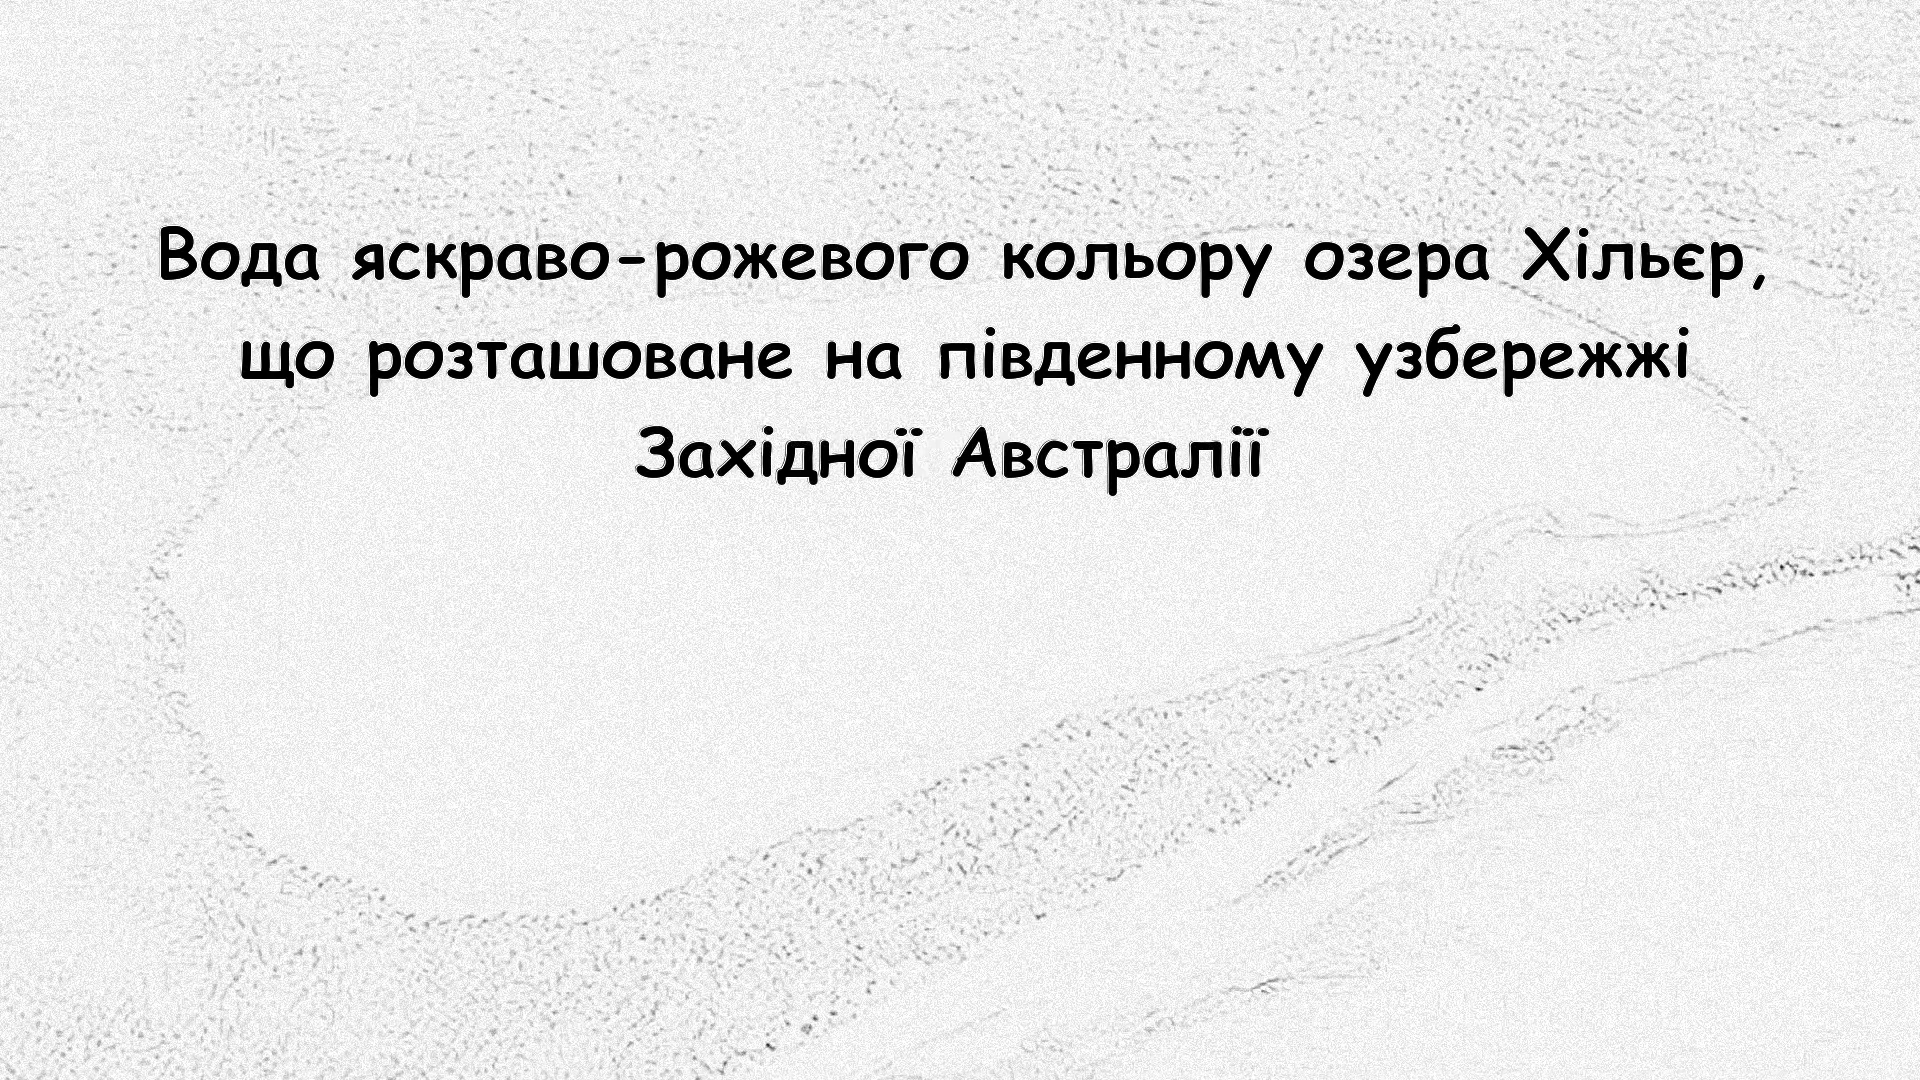 Вода яскраво-рожевого кольору озера Хільєр,
що розташоване на південному узбережжі
Західної Австралії